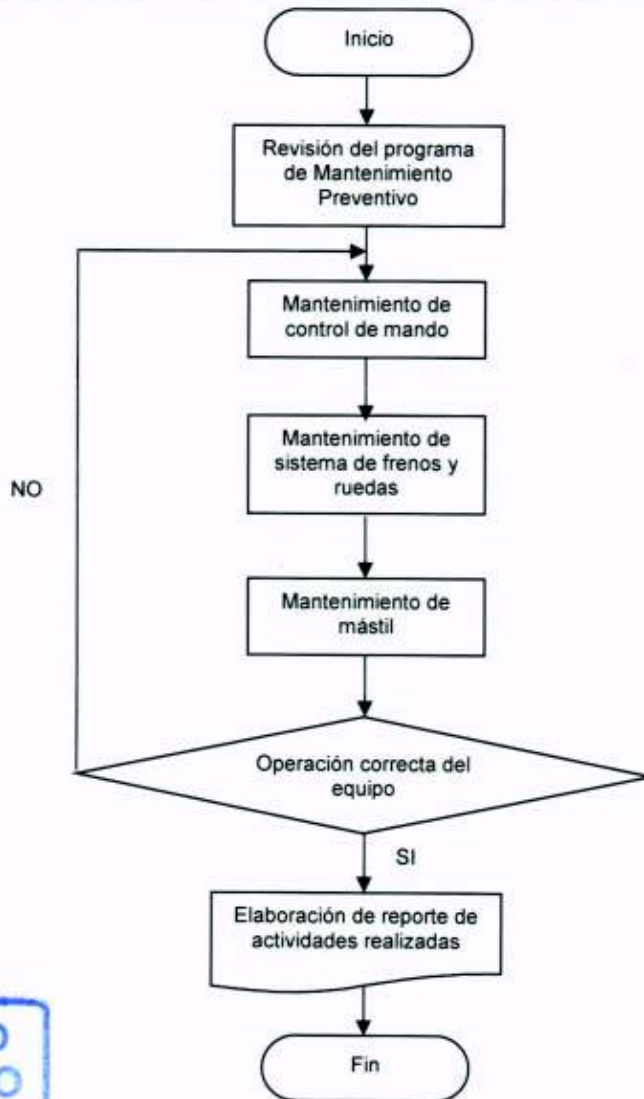 Inicio
Revisión del programa
de Mantenimiento
Preventivo
Mantenimiento de
control de mando
Mantenimiento de
sistema de frenos y
ruedas
NO
Mantenimiento de
mástil
Operación correcta del
equipo
SI
Elaboración de reporte de
actividades realizadas
Fin